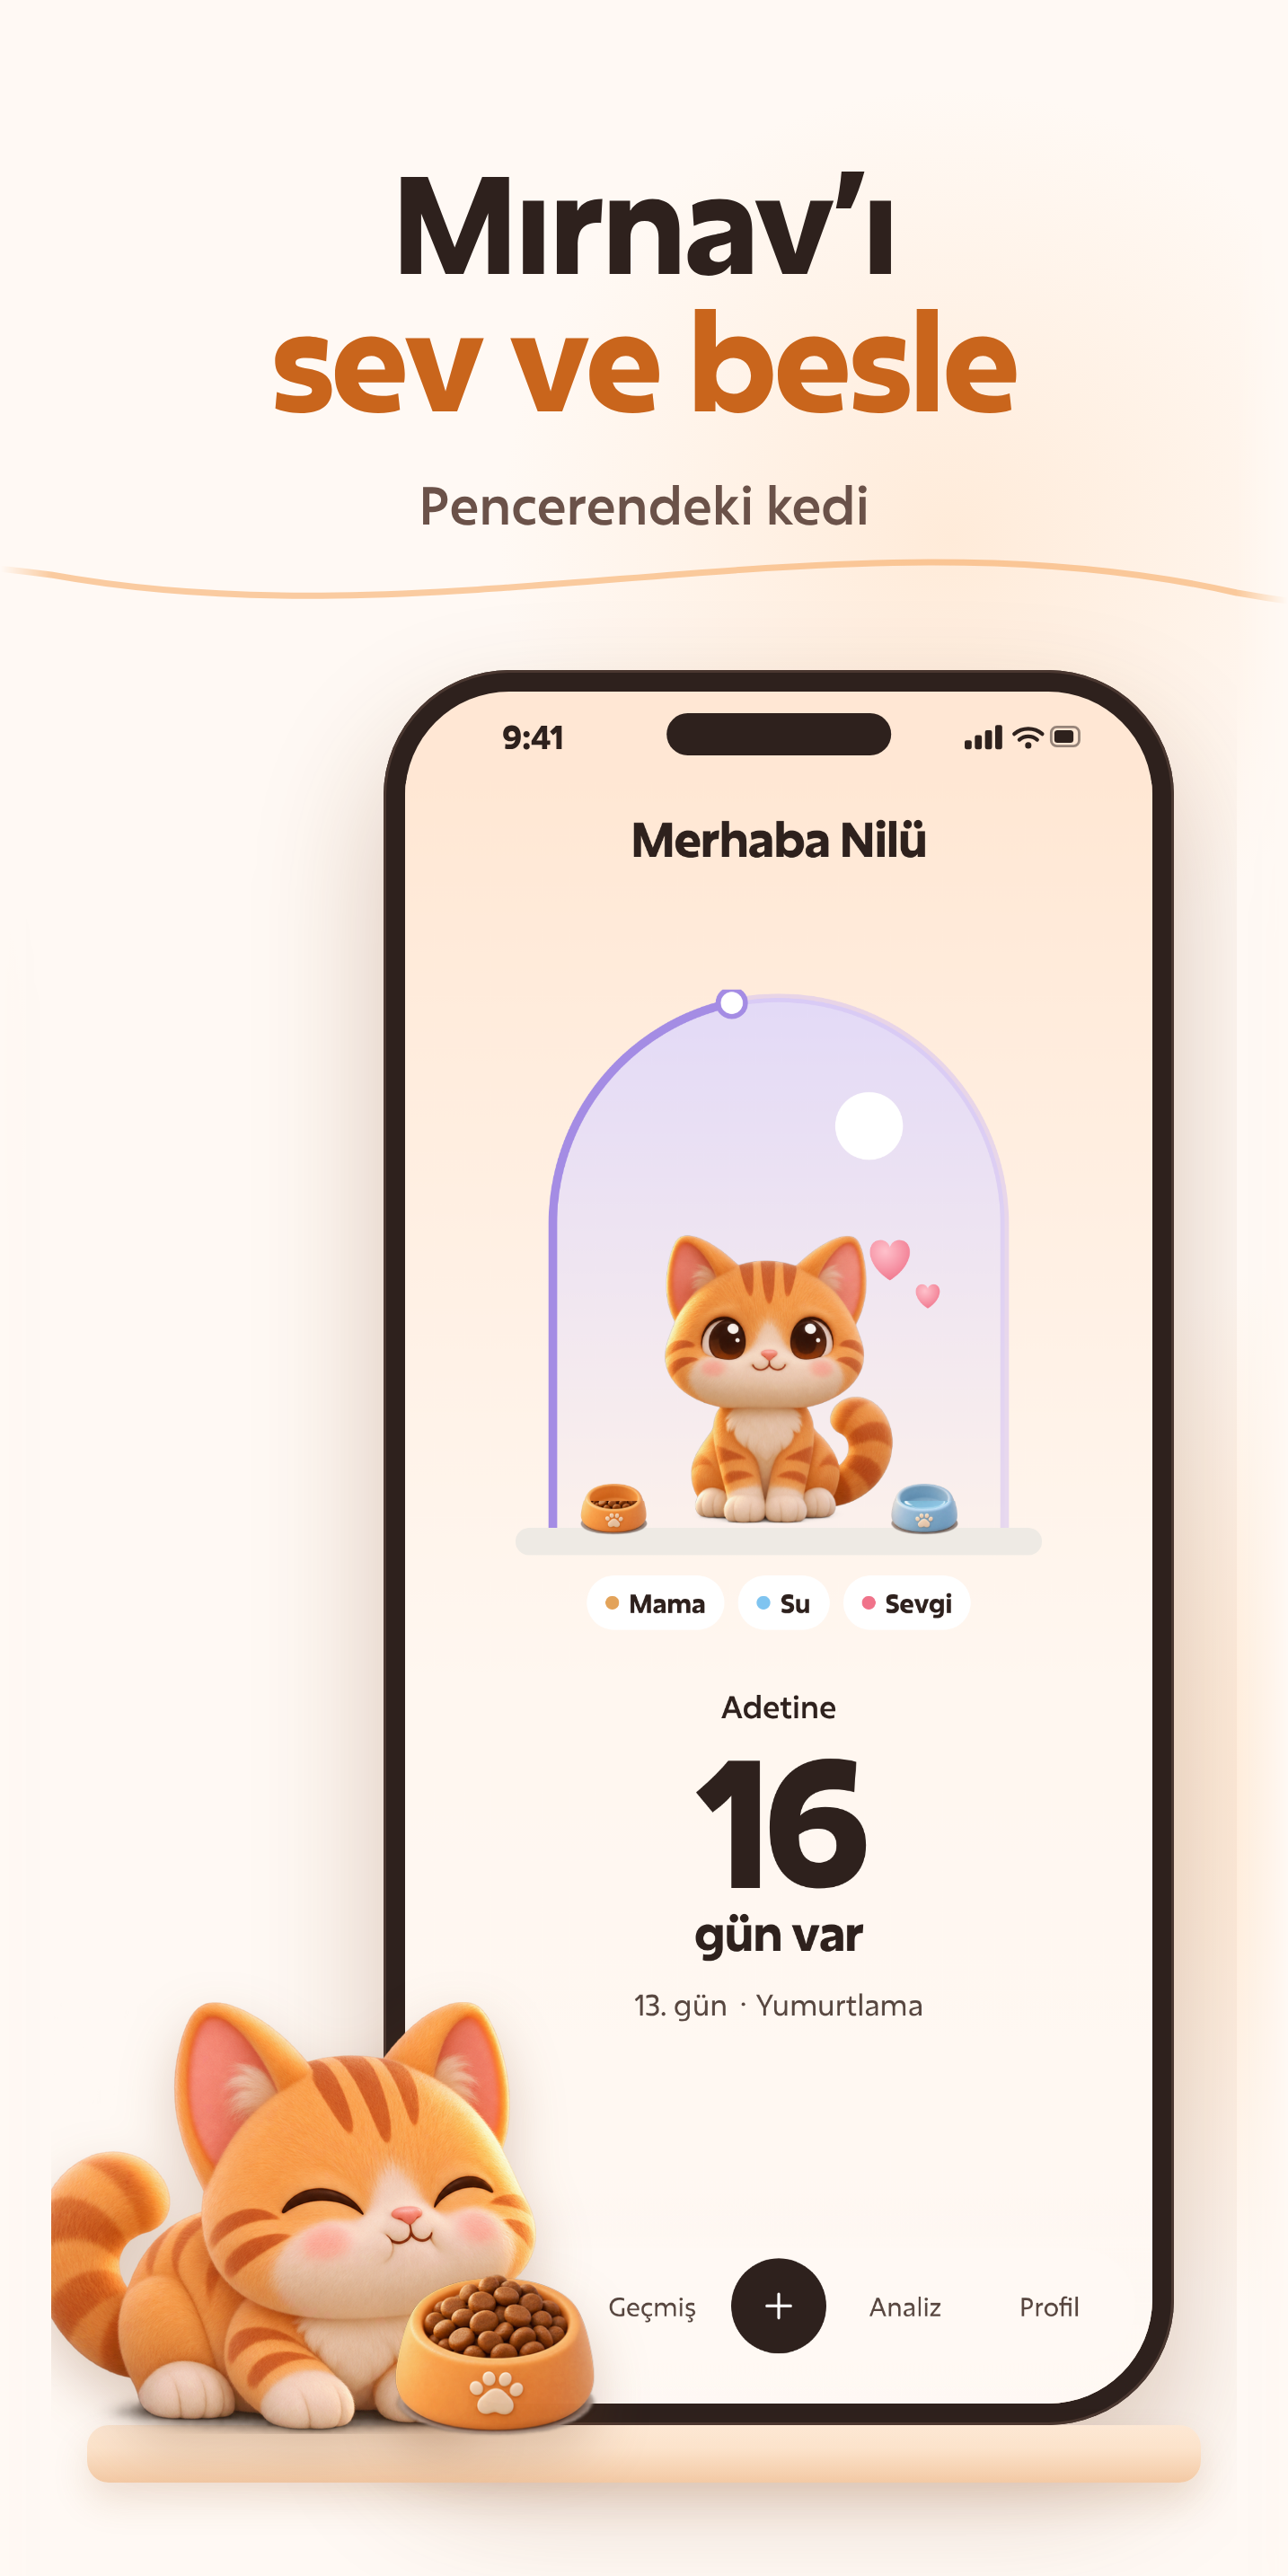 Mırnav’ı
sev ve besle
Pencerendeki kedi
9:41
Merhaba Nilü
Mama
Su
Sevgi
Adetine
16
gün var
13. gün · Yumurtlama
Geçmiş
+
Analiz
Profil